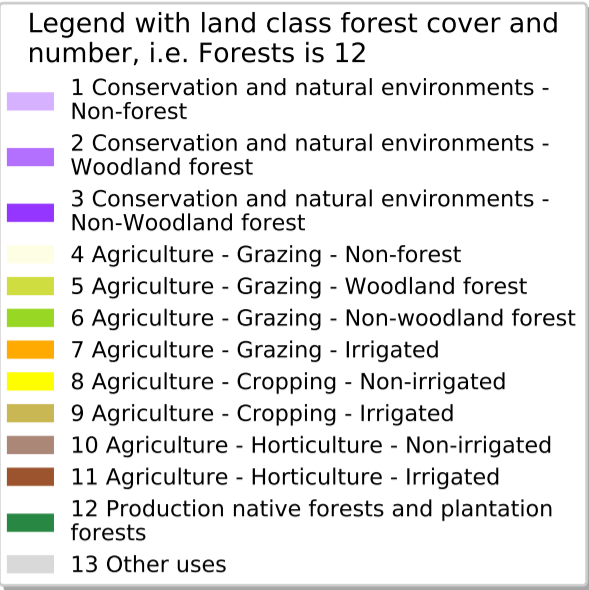 Legend with land class forest cover and
number, i.e. Forests is 12
1 Conservation and natural environments -
Non-forest
2 Conservation and natural environments -
Woodland forest
3 Conservation and natural environments -
Non-Woodland forest
4 Agriculture - Grazing - Non-forest
5 Agriculture - Grazing - Woodland forest
6 Agriculture - Grazing - Non-woodland forest
7 Agriculture - Grazing - Irrigated
8 Agriculture - Cropping - Non-irrigated
9 Agriculture - Cropping - Irrigated
10 Agriculture - Horticulture - Non-irrigated
11 Agriculture - Horticulture - Irrigated
12 Production native forests and plantation
forests
13 Other uses